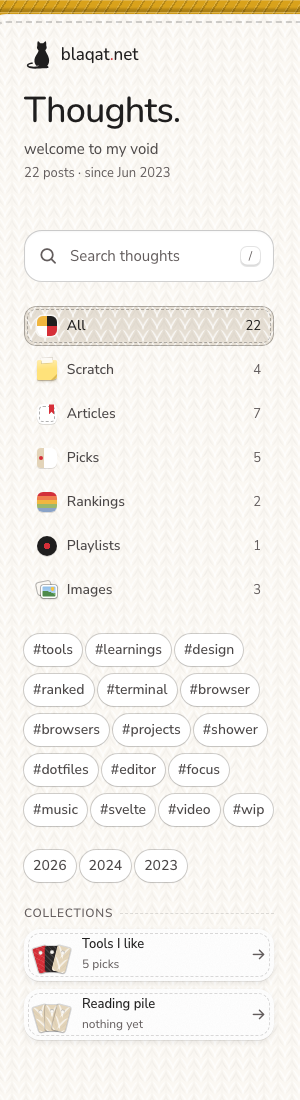 blaqat.net
Thoughts.
welcome to my void
22 posts · since Jun 2023
Search thoughts /
All 22
Scratch 4
Articles 7
Picks 5
Rankings 2
Playlists 1
Images 3
#tools #learnings #design
#ranked #terminal #browser
#browsers #projects #shower
#dotfiles #editor #focus
#music #svelte #video #wip
2026 2024 2023
COLLECTIONS
Tools I like
5 picks
→
Reading pile
nothing yet
→